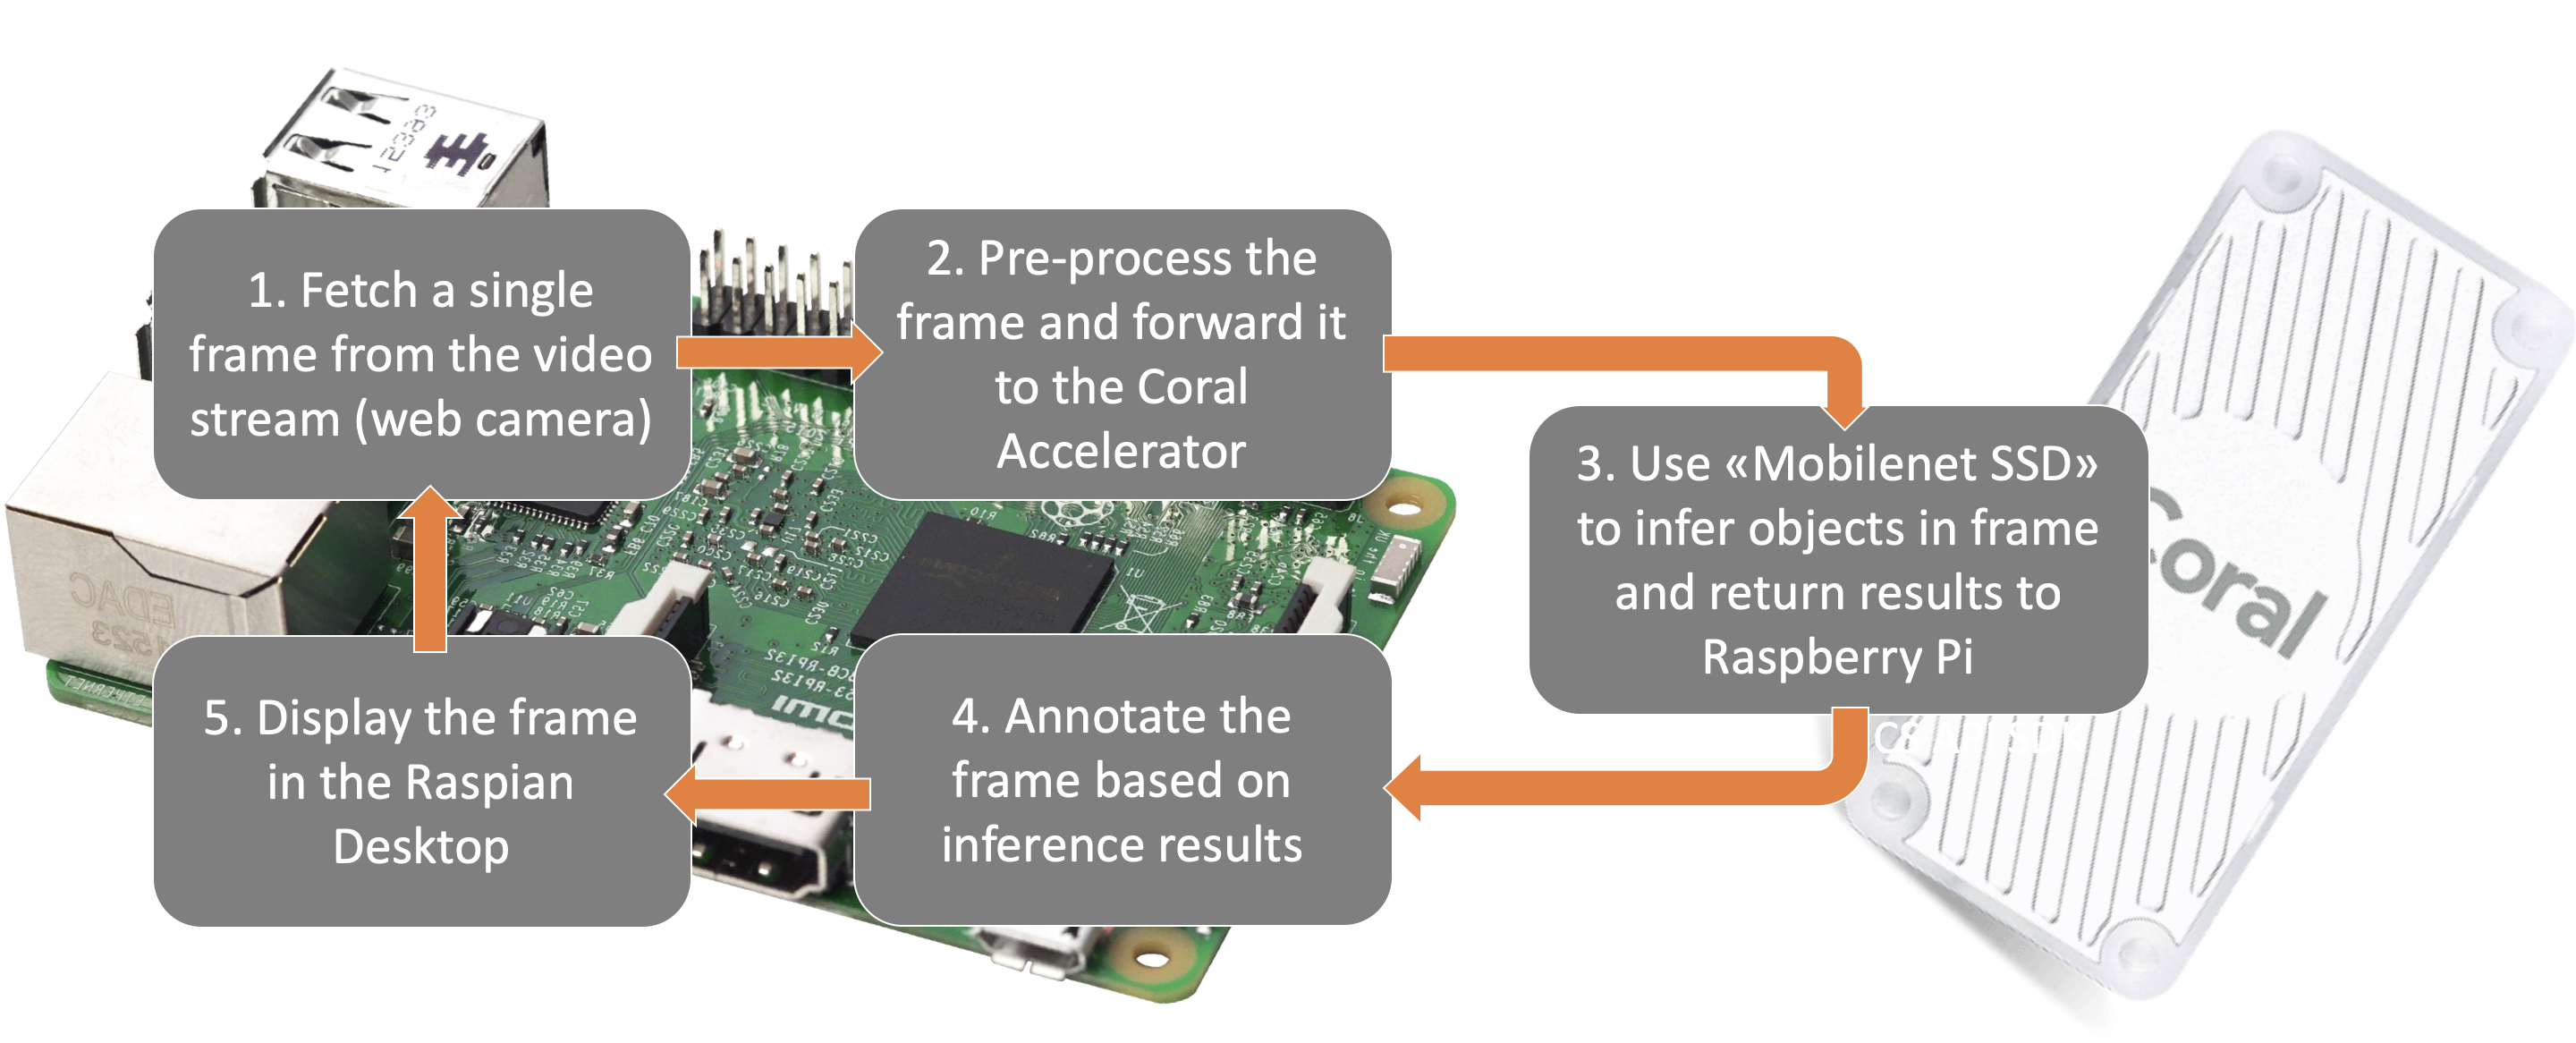 1. Fetch a single
frame from the video
stream (web camera)
2. Pre-process the
frame and forward it
to the Coral
Accelerator
3. Use «Mobilenet SSD»
to infer objects in frame
and return results to
Raspberry Pi
4. Annotate the
frame based on
inference results
5. Display the frame
in the Raspian
Desktop
Coral
EDAC